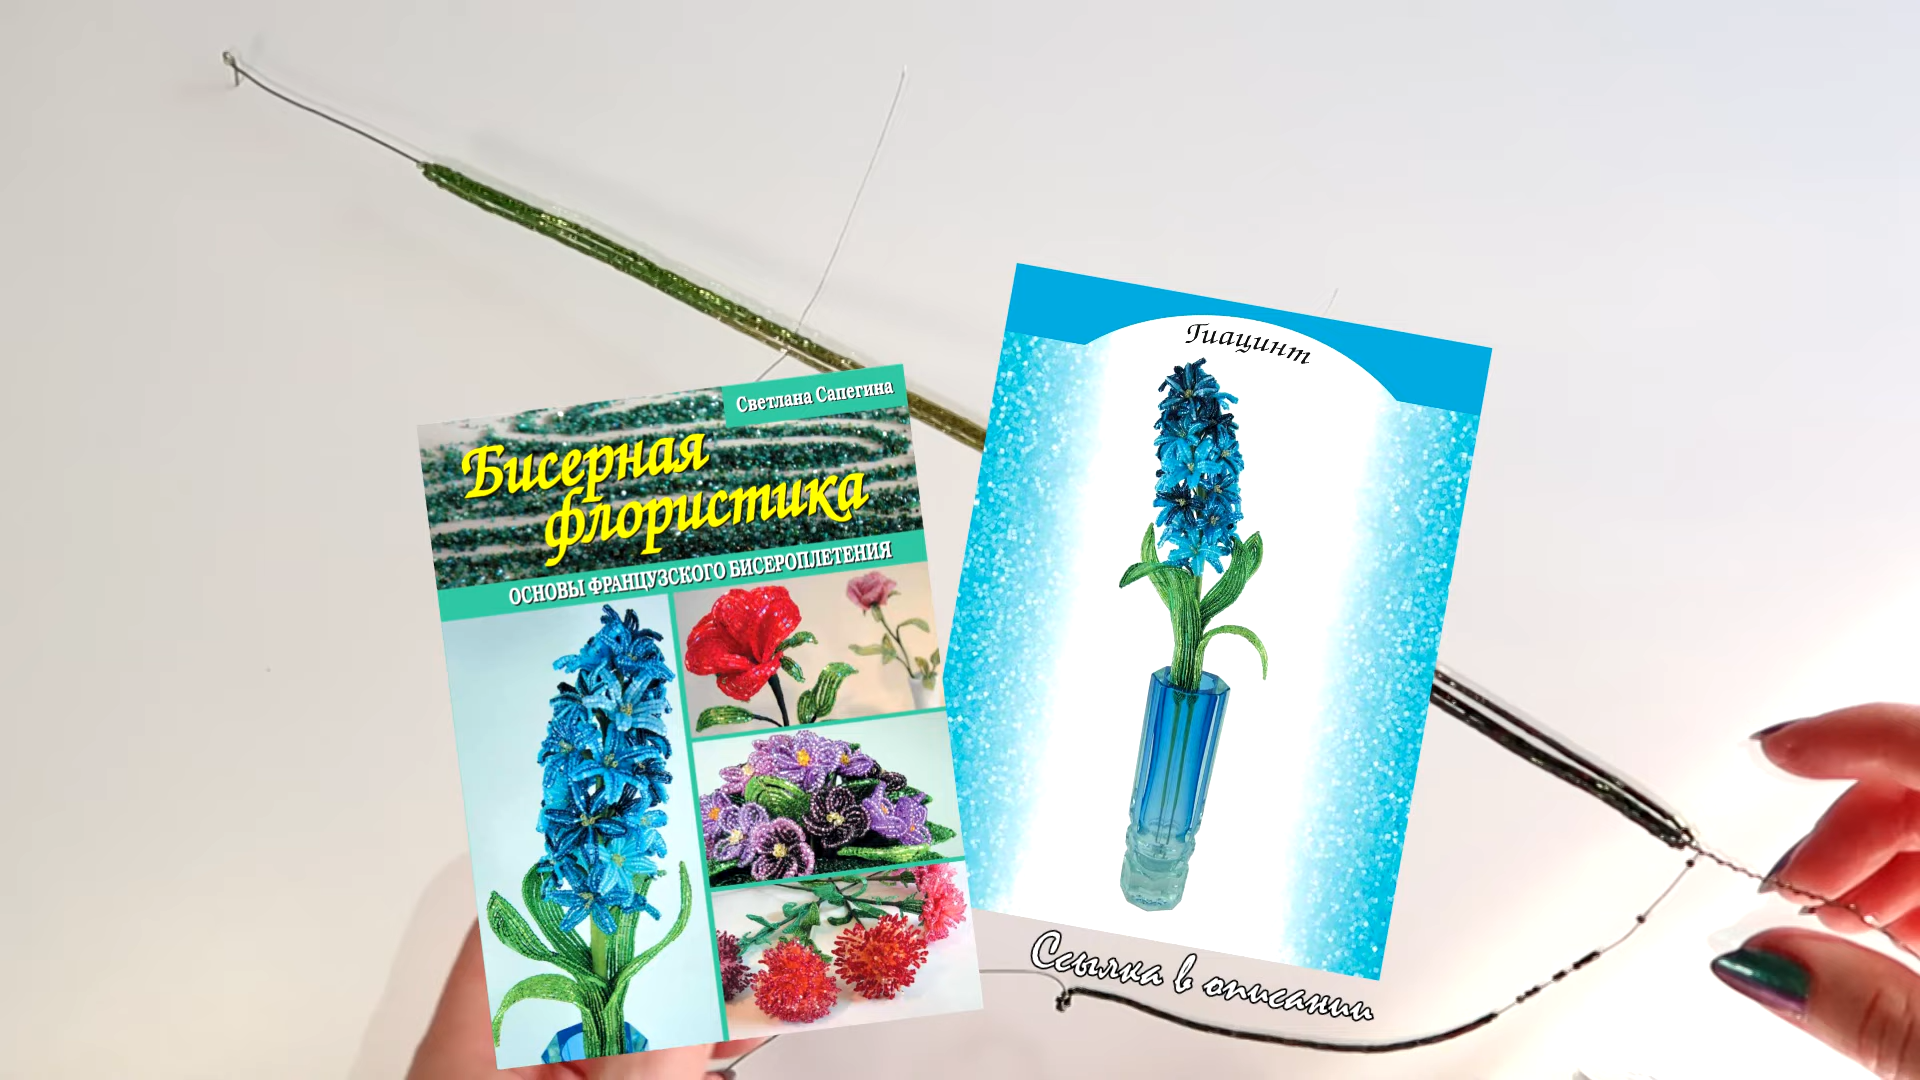 Светлана Сапегина
Бисерная
флористика
ОСНОВЫ ФРАНЦУЗСКОГО БИСЕРОПЛЕТЕНИЯ
Гиацинт
Ссылка в описании